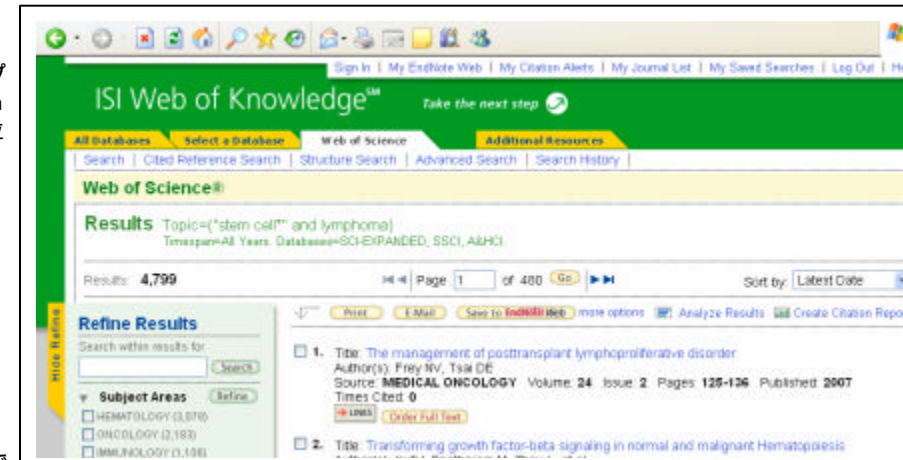 Sign In | My EndNote Web | My Citation Alerts | My Journal List | My Saved Searches | Log Out |
ISI Web of Knowledge℠ Take the next step
All Databases Select a Database Web of Science Additional Resources
| Search | Cited Reference Search | Structure Search | Advanced Search | Search History |
Web of Science®
Results Topic=("stem cell*" and lymphoma)
Timespan=All Years. Databases=SCI-EXPANDED, SSCI, A&HCI.
Results: 4,799 Page 1 of 480 Go Sort by: Latest Date
Hide Refine
Refine Results
Search within results for
Search
Subject Areas Refine
HEMATOLOGY (3,070)
ONCOLOGY (2,183)
IMMUNOLOGY (1,108)
Print E-Mail Save to EndNote Web more options Analyze Results Create Citation Repo
1. Title: The management of posttransplant lymphoproliferative disorder
Author(s): Frey NV, Tsai DE
Source: MEDICAL ONCOLOGY Volume: 24 Issue: 2 Pages: 125-136 Published: 2007
Times Cited: 0
LINKS Order Full Text
2. Title: Transforming growth factor-beta signaling in normal and malignant Hematopoiesis